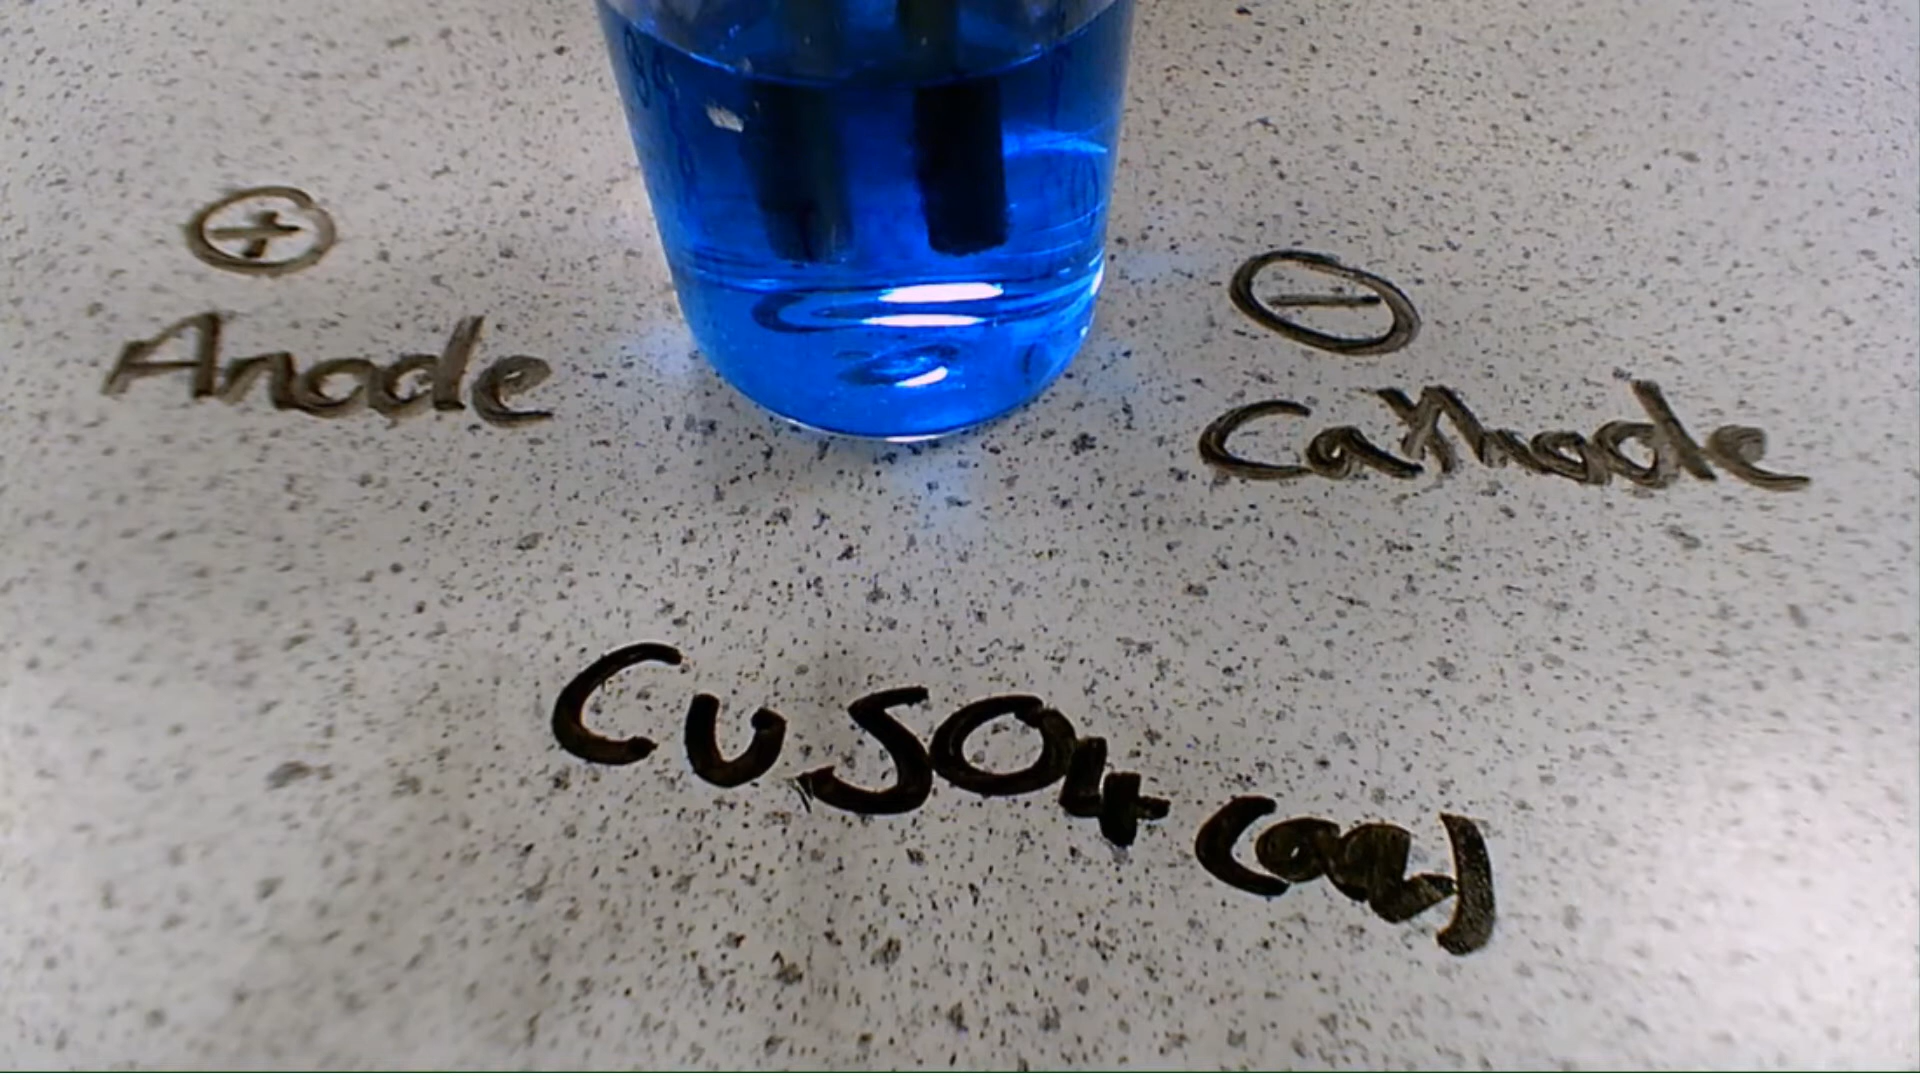 +
Anode
−
Cathode
CuSO4 (aq)